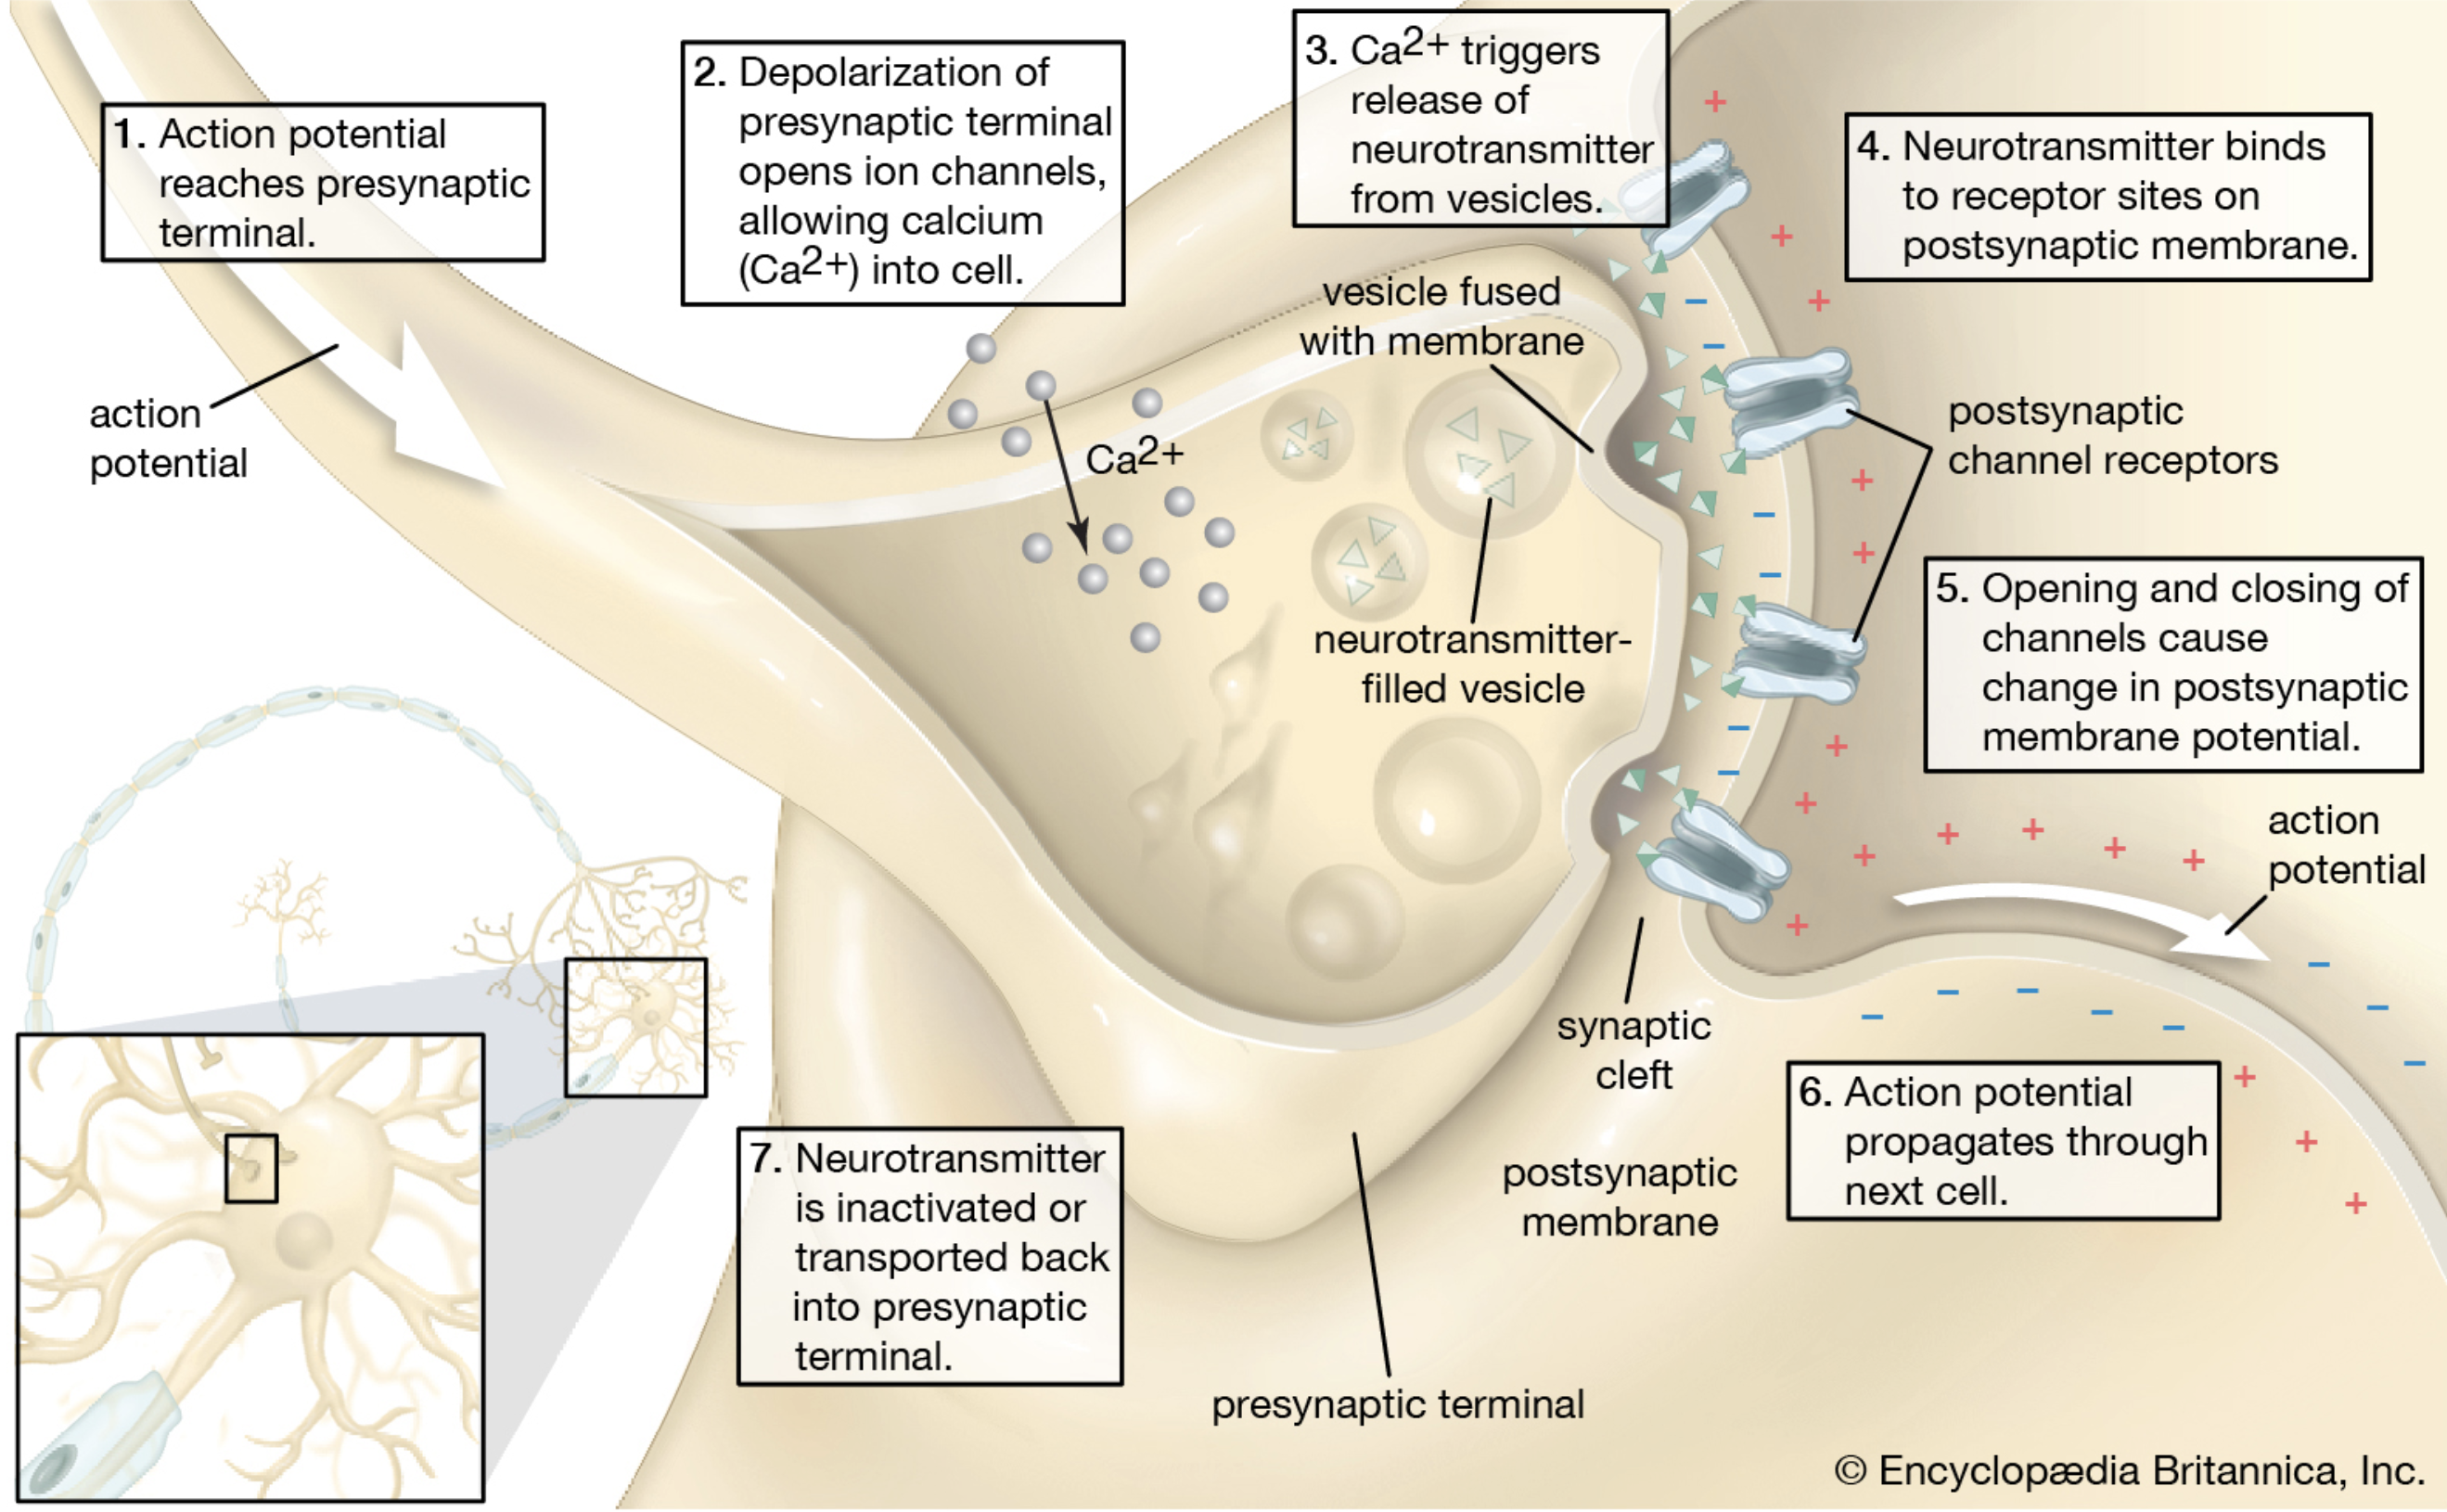 1. Action potential
reaches presynaptic
terminal.
2. Depolarization of
presynaptic terminal
opens ion channels,
allowing calcium
(Ca2+) into cell.
3. Ca2+ triggers
release of
neurotransmitter
from vesicles.
4. Neurotransmitter binds
to receptor sites on
postsynaptic membrane.
vesicle fused
with membrane
action
potential
Ca2+
postsynaptic
channel receptors
neurotransmitter-
filled vesicle
5. Opening and closing of
channels cause
change in postsynaptic
membrane potential.
action
potential
synaptic
cleft
6. Action potential
propagates through
next cell.
7. Neurotransmitter
is inactivated or
transported back
into presynaptic
terminal.
postsynaptic
membrane
presynaptic terminal
© Encyclopædia Britannica, Inc.